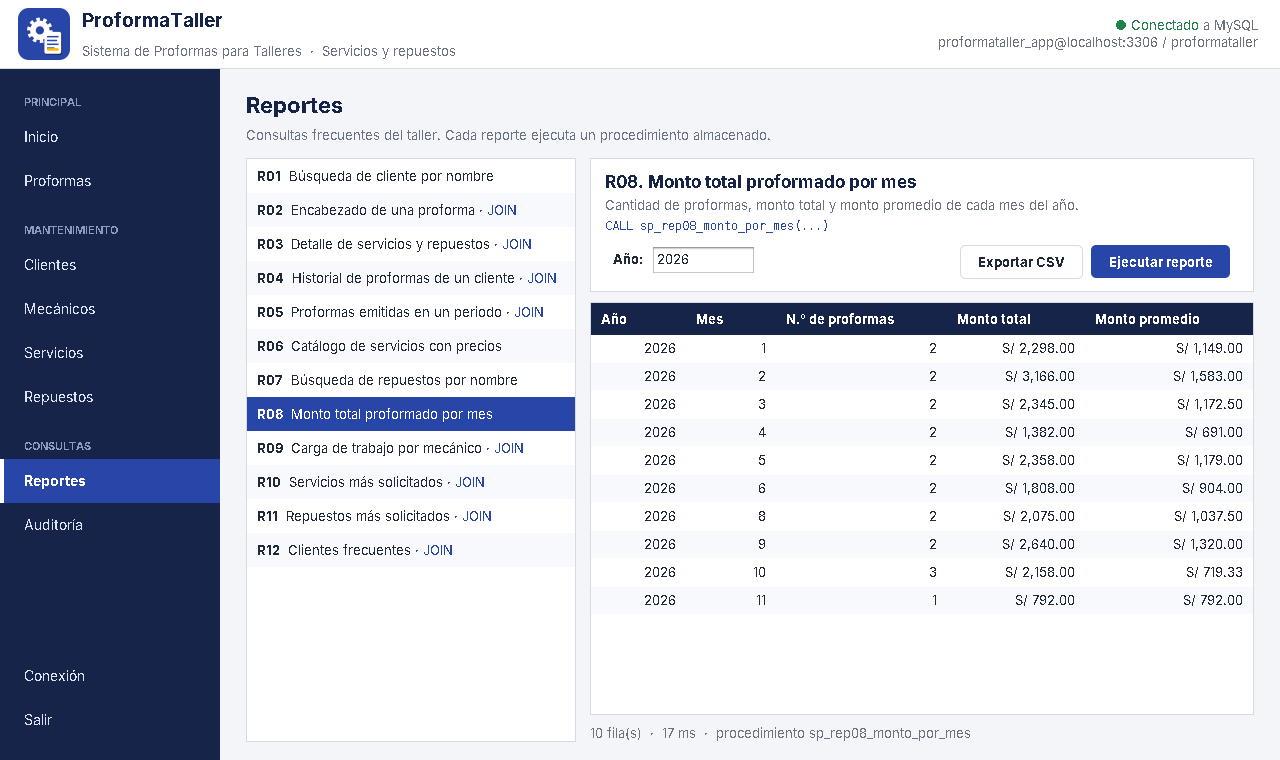 ProformaTaller
Sistema de Proformas para Talleres · Servicios y repuestos
● Conectado a MySQL
proformataller_app@localhost:3306 / proformataller
PRINCIPAL
Inicio
Proformas
MANTENIMIENTO
Clientes
Mecánicos
Servicios
Repuestos
CONSULTAS
Reportes
Auditoría
Conexión
Salir
Reportes
Consultas frecuentes del taller. Cada reporte ejecuta un procedimiento almacenado.
R01 Búsqueda de cliente por nombre
R02 Encabezado de una proforma · JOIN
R03 Detalle de servicios y repuestos · JOIN
R04 Historial de proformas de un cliente · JOIN
R05 Proformas emitidas en un periodo · JOIN
R06 Catálogo de servicios con precios
R07 Búsqueda de repuestos por nombre
R08 Monto total proformado por mes
R09 Carga de trabajo por mecánico · JOIN
R10 Servicios más solicitados · JOIN
R11 Repuestos más solicitados · JOIN
R12 Clientes frecuentes · JOIN
R08. Monto total proformado por mes
Cantidad de proformas, monto total y monto promedio de cada mes del año.
CALL sp_rep08_monto_por_mes(...)
Año: 2026 Exportar CSV Ejecutar reporte
Año Mes N.º de proformas Monto total Monto promedio
2026 1 2 S/ 2,298.00 S/ 1,149.00
2026 2 2 S/ 3,166.00 S/ 1,583.00
2026 3 2 S/ 2,345.00 S/ 1,172.50
2026 4 2 S/ 1,382.00 S/ 691.00
2026 5 2 S/ 2,358.00 S/ 1,179.00
2026 6 2 S/ 1,808.00 S/ 904.00
2026 8 2 S/ 2,075.00 S/ 1,037.50
2026 9 2 S/ 2,640.00 S/ 1,320.00
2026 10 3 S/ 2,158.00 S/ 719.33
2026 11 1 S/ 792.00 S/ 792.00
10 fila(s) · 17 ms · procedimiento sp_rep08_monto_por_mes